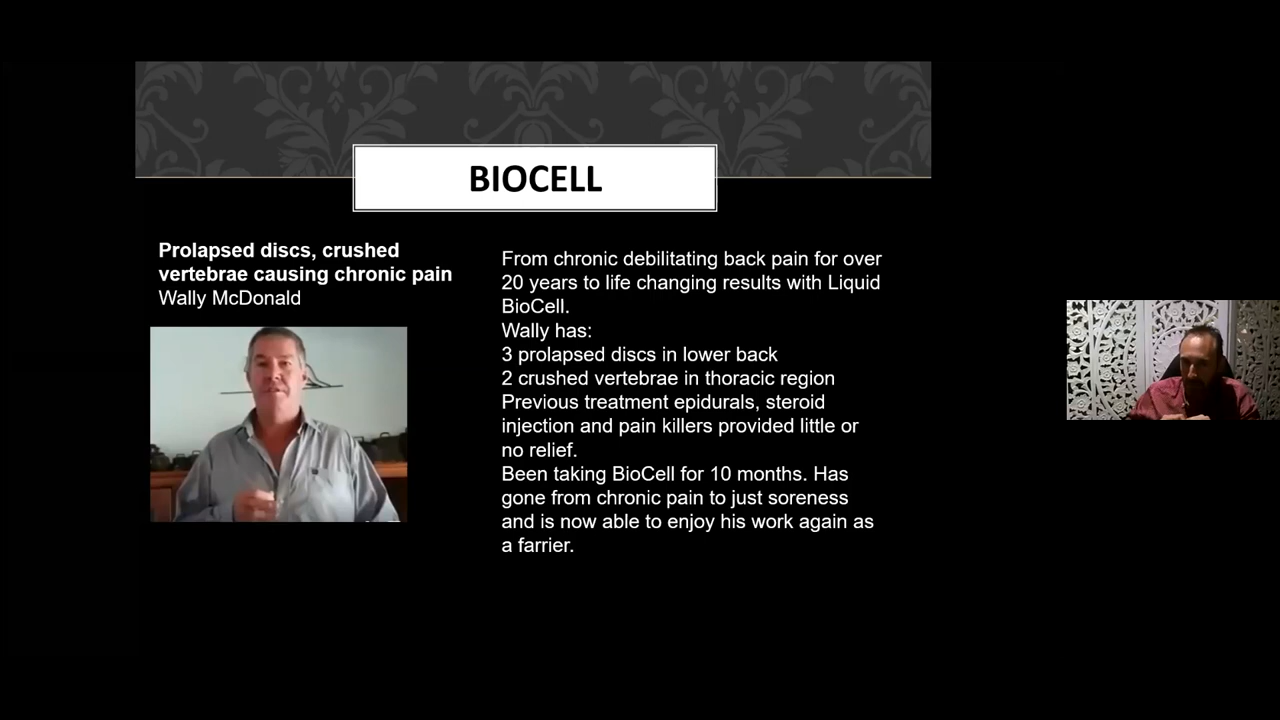 BIOCELL
Prolapsed discs, crushed
vertebrae causing chronic pain
Wally McDonald
From chronic debilitating back pain for over
20 years to life changing results with Liquid
BioCell.
Wally has:
3 prolapsed discs in lower back
2 crushed vertebrae in thoracic region
Previous treatment epidurals, steroid
injection and pain killers provided little or
no relief.
Been taking BioCell for 10 months. Has
gone from chronic pain to just soreness
and is now able to enjoy his work again as
a farrier.